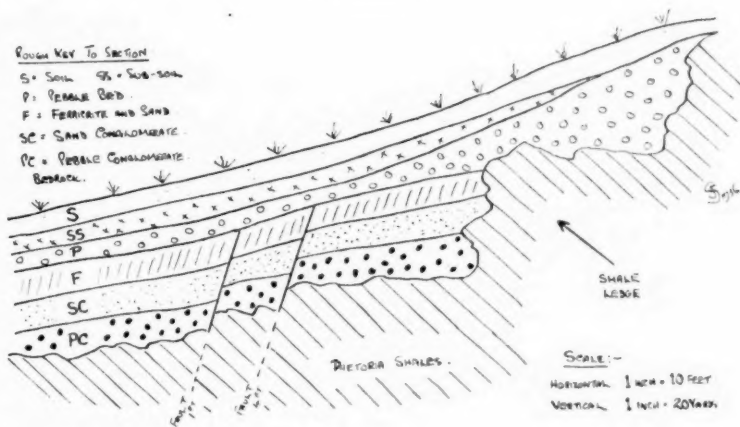 ROUGH KEY TO SECTION
S = SOIL SS = SUB-SOIL
P = PEBBLE BED.
F = FERRICRETE AND SAND
SC = SAND CONGLOMERATE.
PC = PEBBLE CONGLOMERATE
BEDROCK.
S
SS
P
F
SC
PC
FAULT
FAULT
SHALE
LEDGE
PRETORIA SHALES.
SCALE:-
HORIZONTAL 1 INCH = 10 FEET
VERTICAL 1 INCH = 20 YARDS